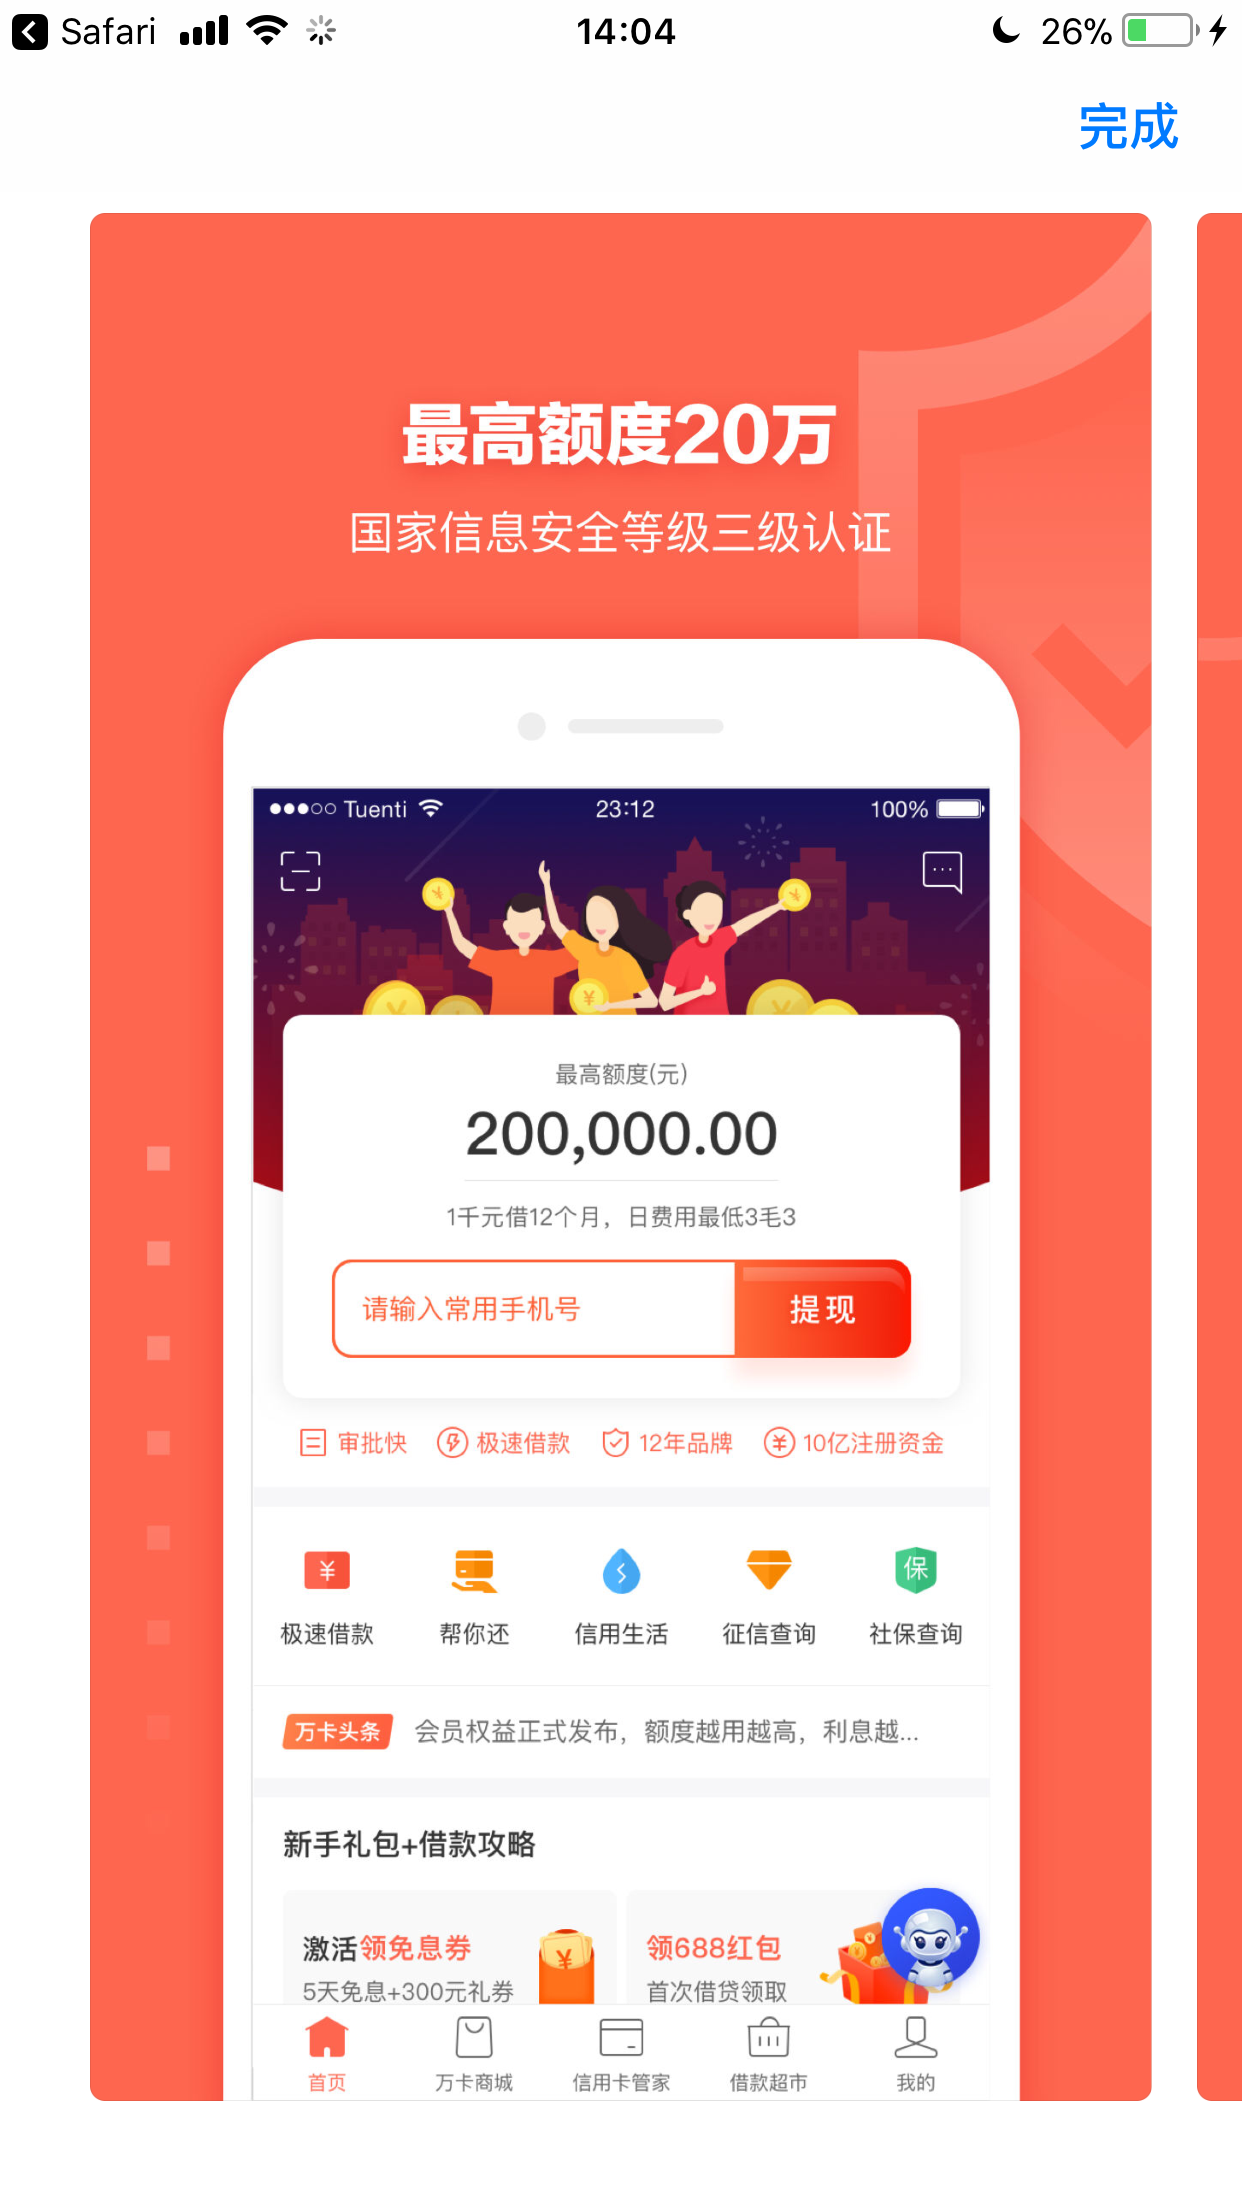 Safari
14:04
26%
完成
最高额度20万
国家信息安全等级三级认证
Tuenti
23:12
100%
最高额度(元)
200,000.00
1千元借12个月，日费用最低3毛3
请输入常用手机号
提现
审批快
极速借款
12年品牌
10亿注册资金
¥
保
极速借款
帮你还
信用生活
征信查询
社保查询
万卡头条
会员权益正式发布，额度越用越高，利息越...
新手礼包+借款攻略
激活领免息券
5天免息+300元礼券
领688红包
首次借贷领取
首页
万卡商城
信用卡管家
借款超市
我的